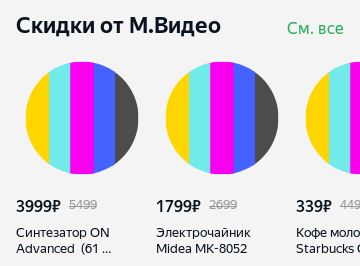 Скидки от М.Видео
См. все
3999₽ 5499
1799₽ 2699
339₽ 449
Синтезатор ON
Advanced (61 ...
Электрочайник
Midea MK-8052
Кофе моло
Starbucks